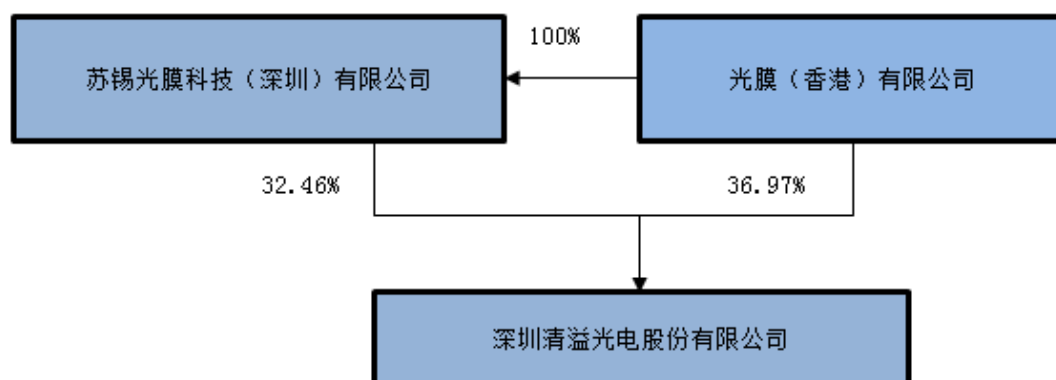 100%
苏锡光膜科技（深圳）有限公司
光膜（香港）有限公司
32.46%
36.97%
深圳清溢光电股份有限公司